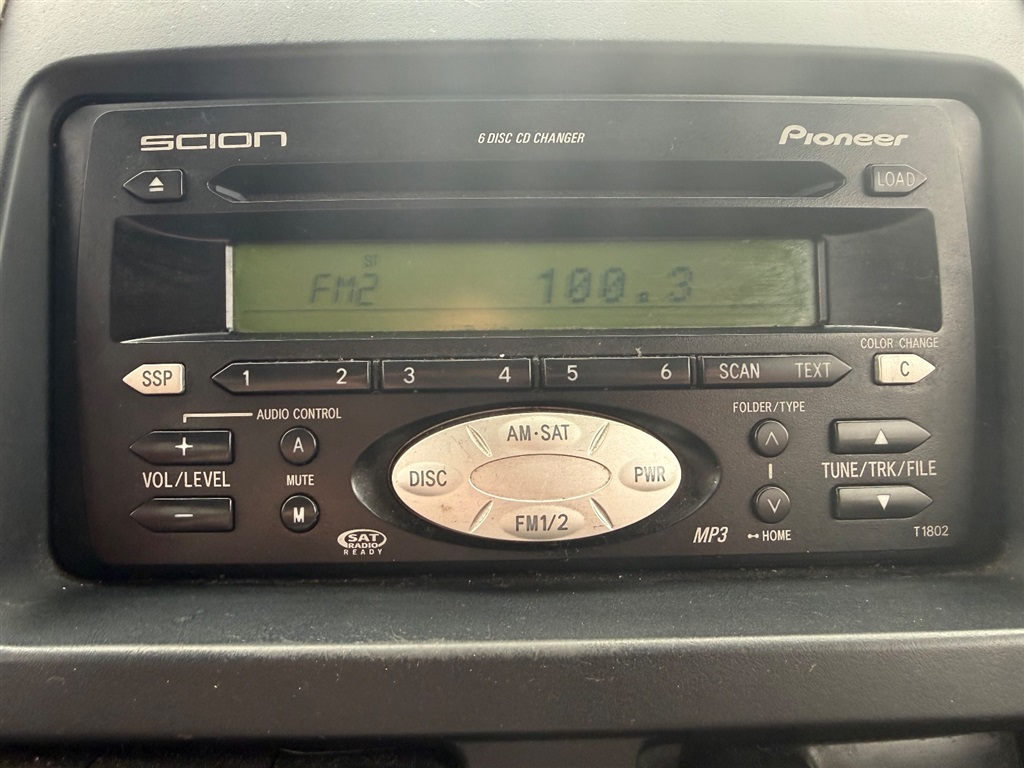 SCION
6 DISC CD CHANGER
Pioneer
LOAD
ST
FM2 100.3
COLOR CHANGE
SSP
1 2 3 4 5 6 SCAN TEXT
C
AUDIO CONTROL
FOLDER/TYPE
+
A
AM·SAT
VOL/LEVEL
MUTE
DISC
PWR
TUNE/TRK/FILE
−
M
FM1/2
SAT
RADIO
READY
MP3
HOME
T1802